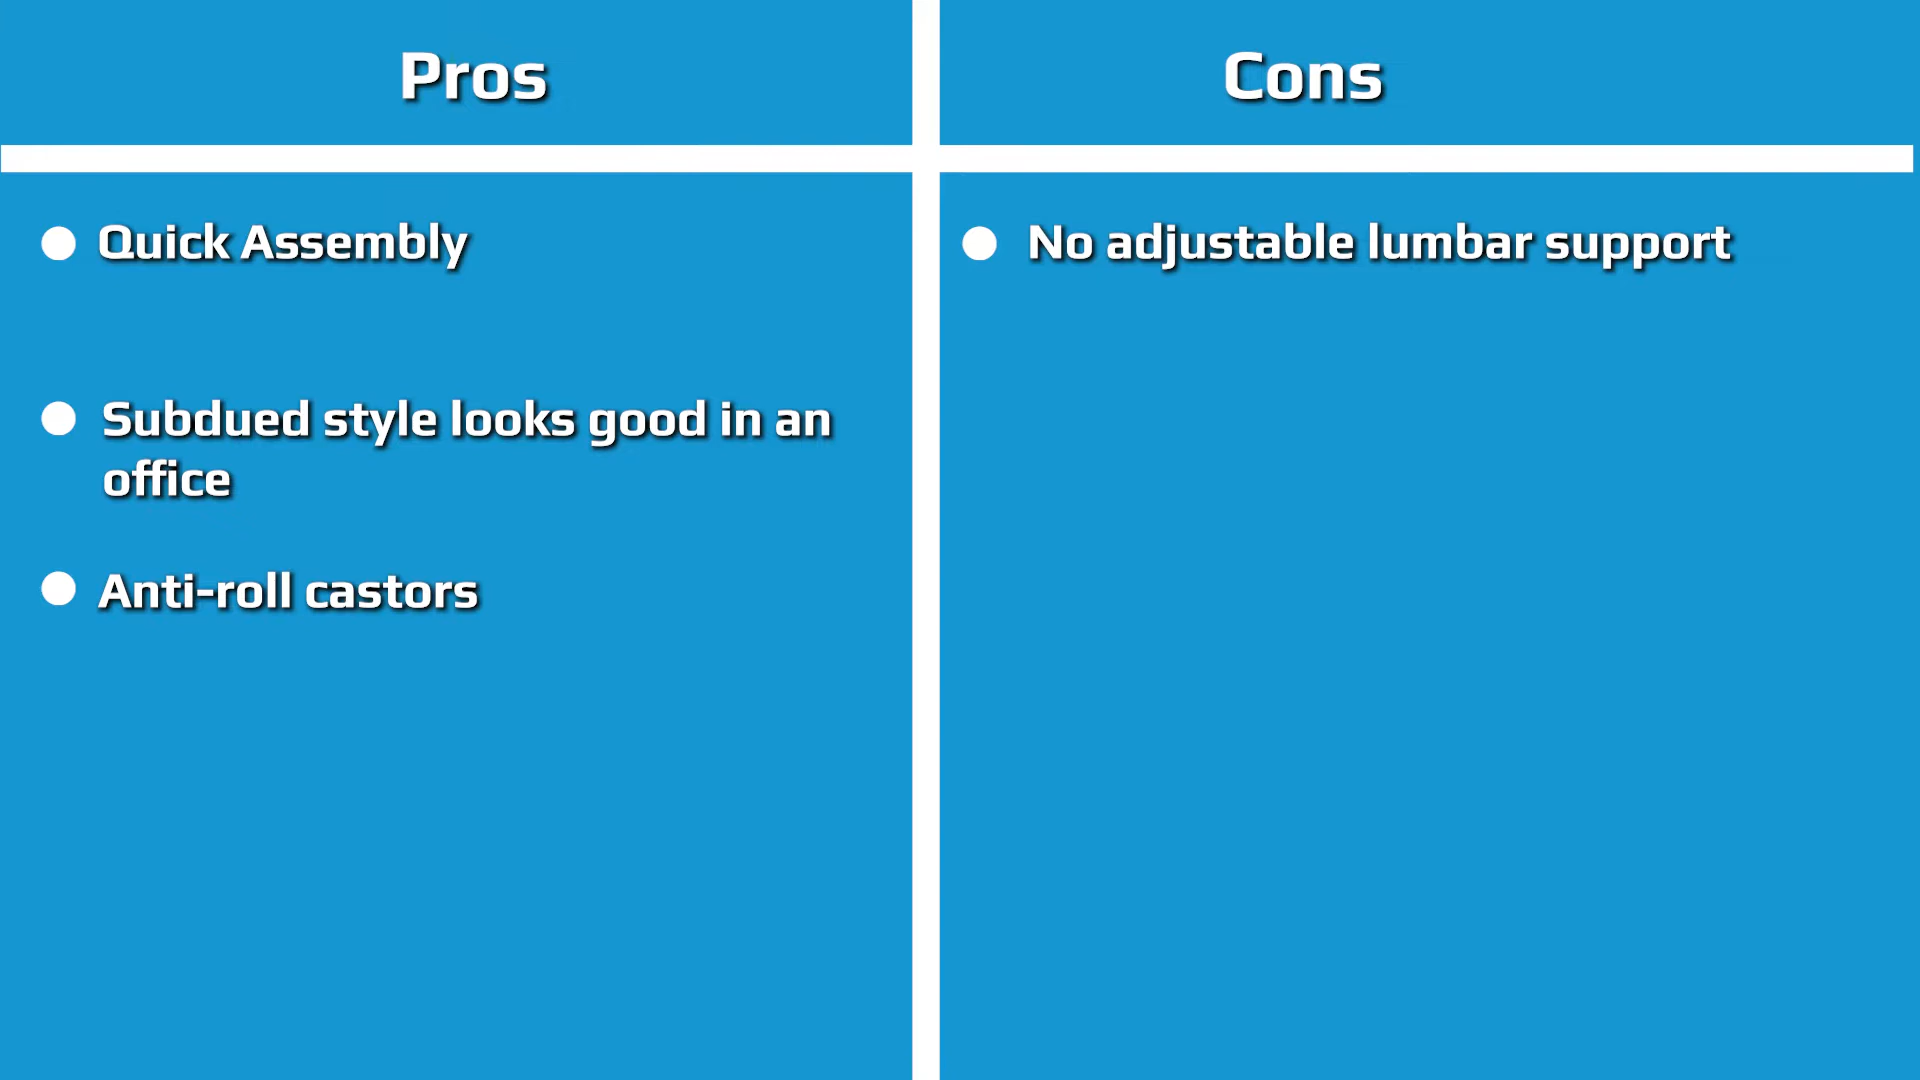 Pros
Cons
Quick Assembly
Subdued style looks good in an
office
Anti-roll castors
No adjustable lumbar support